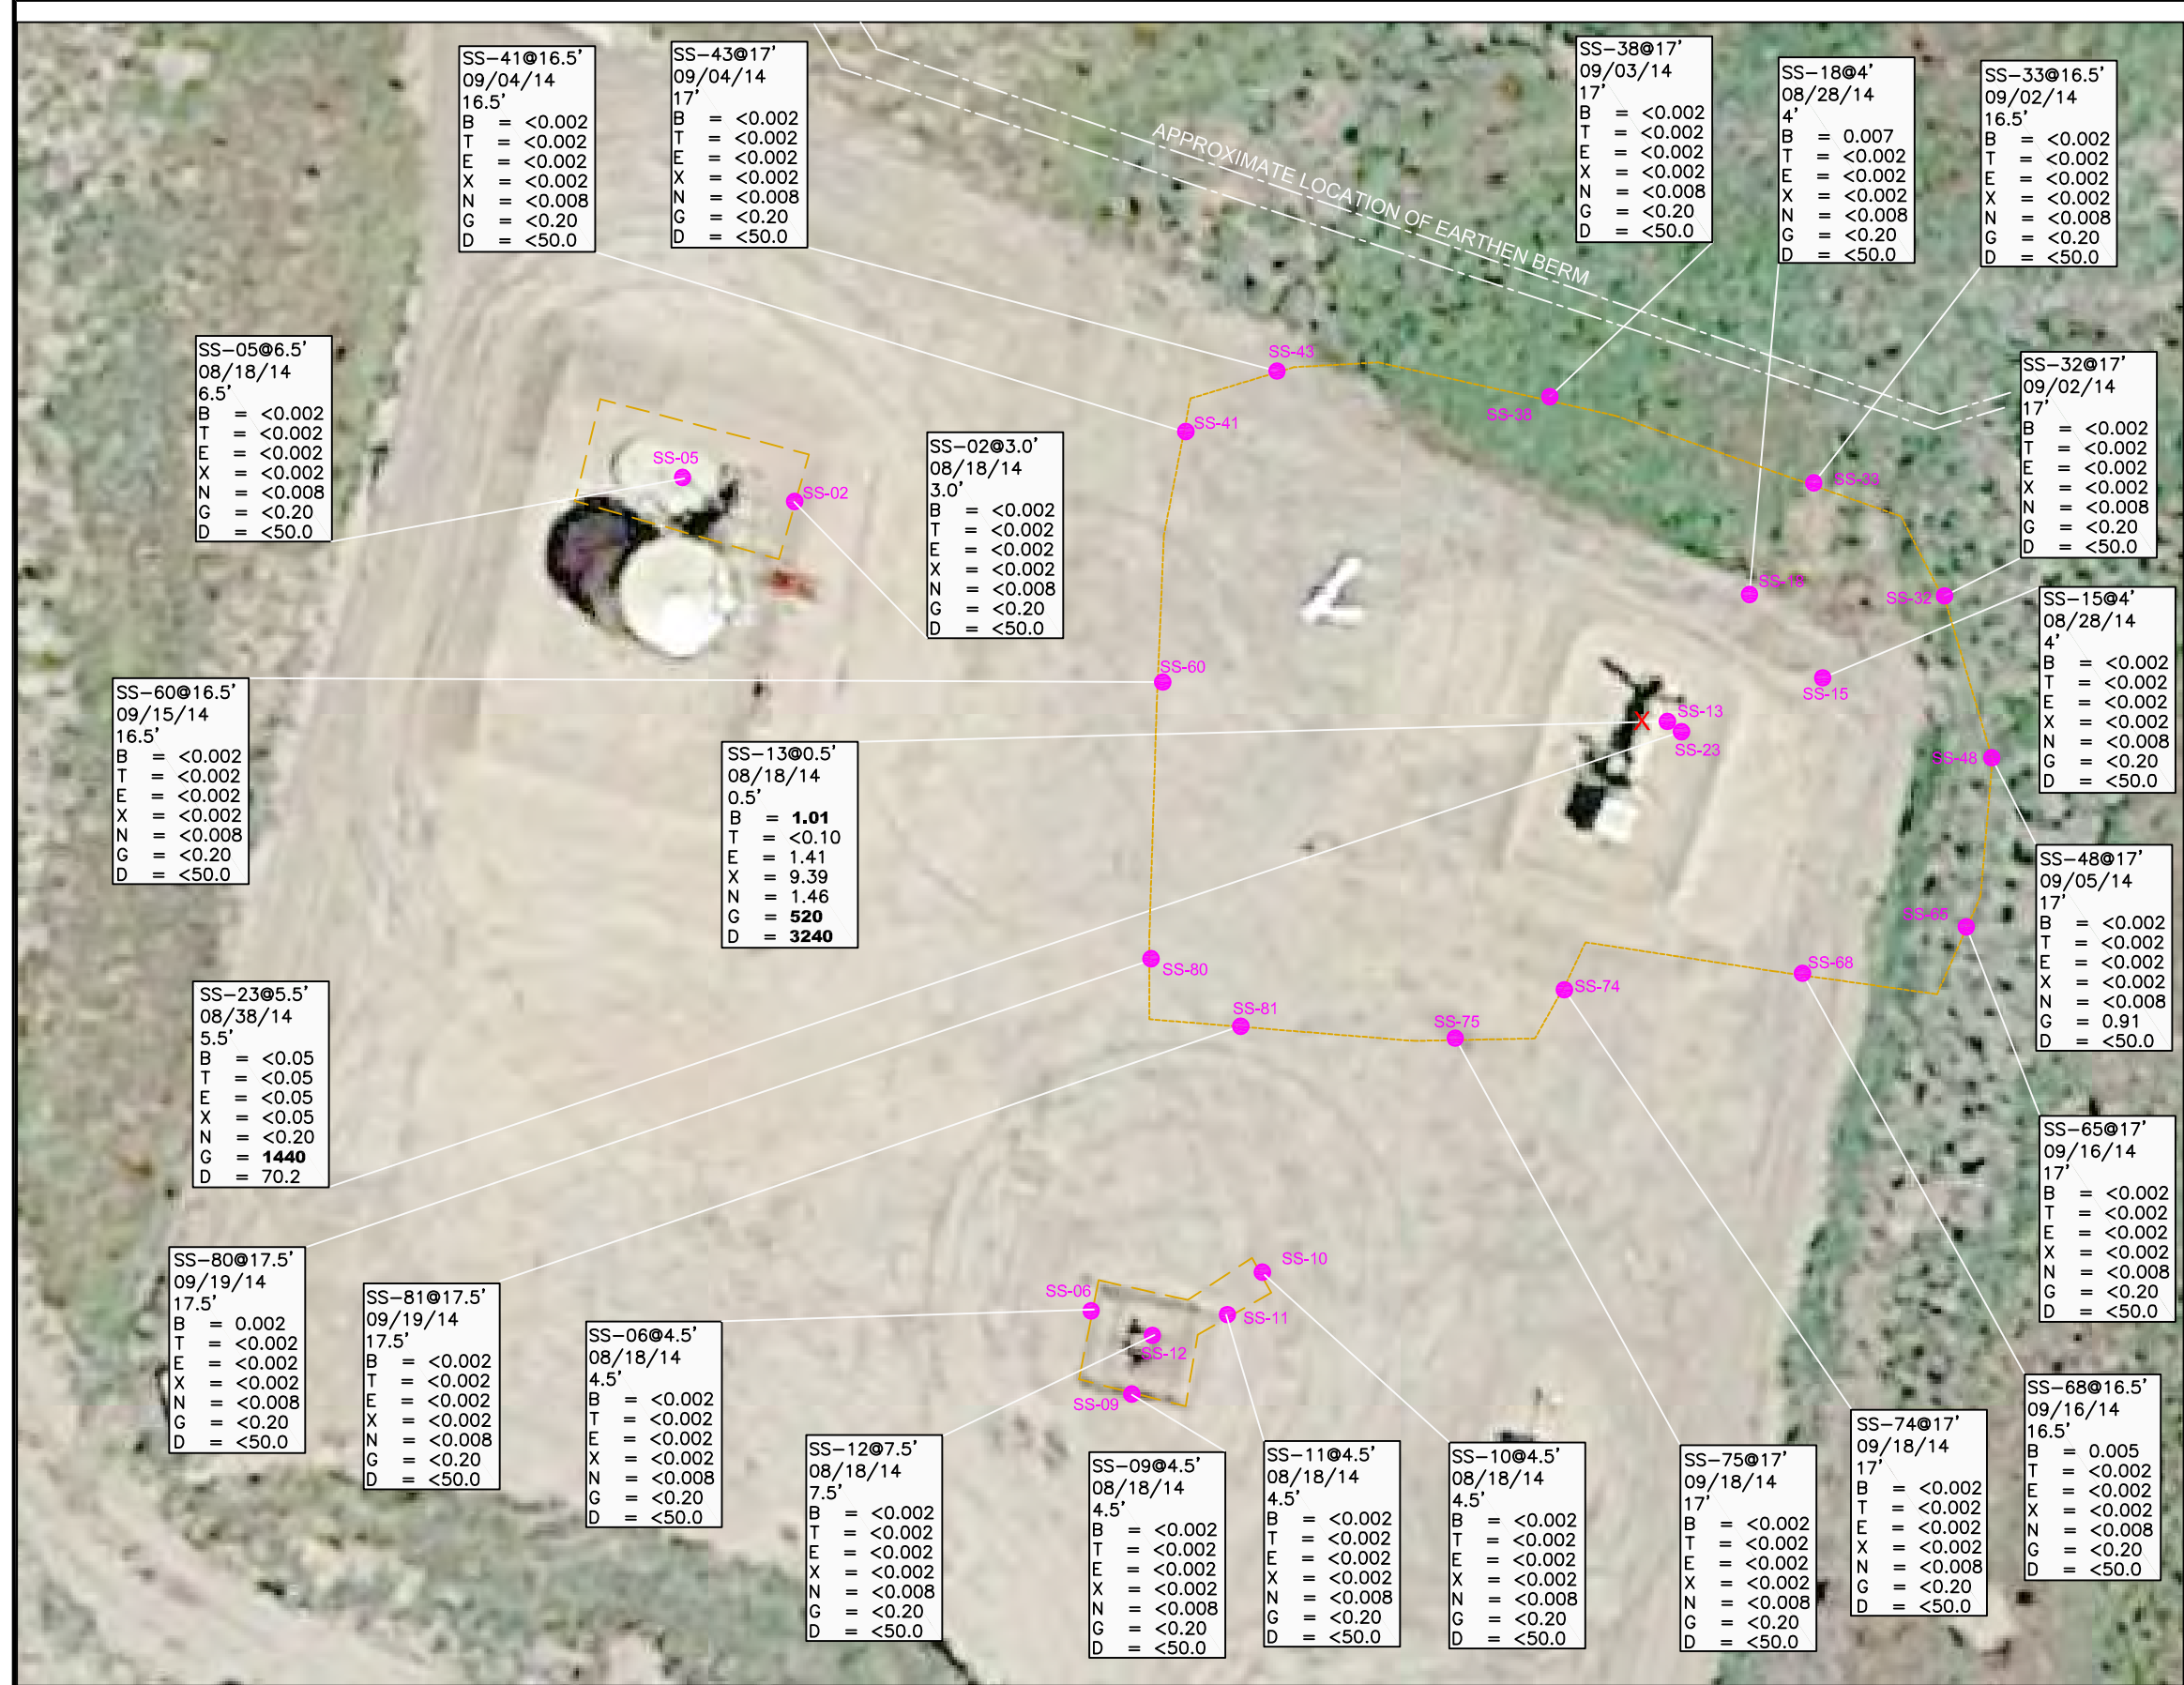 SS-41@16.5'
09/04/14
16.5'
B = <0.002
T = <0.002
E = <0.002
X = <0.002
N = <0.008
G = <0.20
D = <50.0
SS-43@17'
09/04/14
17'
B = <0.002
T = <0.002
E = <0.002
X = <0.002
N = <0.008
G = <0.20
D = <50.0
SS-38@17'
09/03/14
17'
B = <0.002
T = <0.002
E = <0.002
X = <0.002
N = <0.008
G = <0.20
D = <50.0
SS-18@4'
08/28/14
4'
B = 0.007
T = <0.002
E = <0.002
X = <0.002
N = <0.008
G = <0.20
D = <50.0
SS-33@16.5'
09/02/14
16.5'
B = <0.002
T = <0.002
E = <0.002
X = <0.002
N = <0.008
G = <0.20
D = <50.0
APPROXIMATE LOCATION OF EARTHEN BERM
SS-05@6.5'
08/18/14
6.5'
B = <0.002
T = <0.002
E = <0.002
X = <0.002
N = <0.008
G = <0.20
D = <50.0
SS-02@3.0'
08/18/14
3.0'
B = <0.002
T = <0.002
E = <0.002
X = <0.002
N = <0.008
G = <0.20
D = <50.0
SS-32@17'
09/02/14
17'
B = <0.002
T = <0.002
E = <0.002
X = <0.002
N = <0.008
G = <0.20
D = <50.0
SS-43
SS-38
SS-41
SS-05
SS-02
SS-33
SS-18
SS-32
SS-60
SS-15
SS-13
SS-23
SS-48
X
SS-15@4'
08/28/14
4'
B = <0.002
T = <0.002
E = <0.002
X = <0.002
N = <0.008
G = <0.20
D = <50.0
SS-60@16.5'
09/15/14
16.5'
B = <0.002
T = <0.002
E = <0.002
X = <0.002
N = <0.008
G = <0.20
D = <50.0
SS-13@0.5'
08/18/14
0.5'
B = 1.01
T = <0.10
E = 1.41
X = 9.39
N = 1.46
G = 520
D = 3240
SS-48@17'
09/05/14
17'
B = <0.002
T = <0.002
E = <0.002
X = <0.002
N = <0.008
G = 0.91
D = <50.0
SS-65
SS-80
SS-68
SS-74
SS-81
SS-75
SS-23@5.5'
08/38/14
5.5'
B = <0.05
T = <0.05
E = <0.05
X = <0.05
N = <0.20
G = 1440
D = 70.2
SS-65@17'
09/16/14
17'
B = <0.002
T = <0.002
E = <0.002
X = <0.002
N = <0.008
G = <0.20
D = <50.0
SS-10
SS-06
SS-11
SS-12
SS-09
SS-80@17.5'
09/19/14
17.5'
B = 0.002
T = <0.002
E = <0.002
X = <0.002
N = <0.008
G = <0.20
D = <50.0
SS-81@17.5'
09/19/14
17.5'
B = <0.002
T = <0.002
E = <0.002
X = <0.002
N = <0.008
G = <0.20
D = <50.0
SS-06@4.5'
08/18/14
4.5'
B = <0.002
T = <0.002
E = <0.002
X = <0.002
N = <0.008
G = <0.20
D = <50.0
SS-12@7.5'
08/18/14
7.5'
B = <0.002
T = <0.002
E = <0.002
X = <0.002
N = <0.008
G = <0.20
D = <50.0
SS-09@4.5'
08/18/14
4.5'
B = <0.002
T = <0.002
E = <0.002
X = <0.002
N = <0.008
G = <0.20
D = <50.0
SS-11@4.5'
08/18/14
4.5'
B = <0.002
T = <0.002
E = <0.002
X = <0.002
N = <0.008
G = <0.20
D = <50.0
SS-10@4.5'
08/18/14
4.5'
B = <0.002
T = <0.002
E = <0.002
X = <0.002
N = <0.008
G = <0.20
D = <50.0
SS-75@17'
09/18/14
17'
B = <0.002
T = <0.002
E = <0.002
X = <0.002
N = <0.008
G = <0.20
D = <50.0
SS-74@17'
09/18/14
17'
B = <0.002
T = <0.002
E = <0.002
X = <0.002
N = <0.008
G = <0.20
D = <50.0
SS-68@16.5'
09/16/14
16.5'
B = 0.005
T = <0.002
E = <0.002
X = <0.002
N = <0.008
G = <0.20
D = <50.0